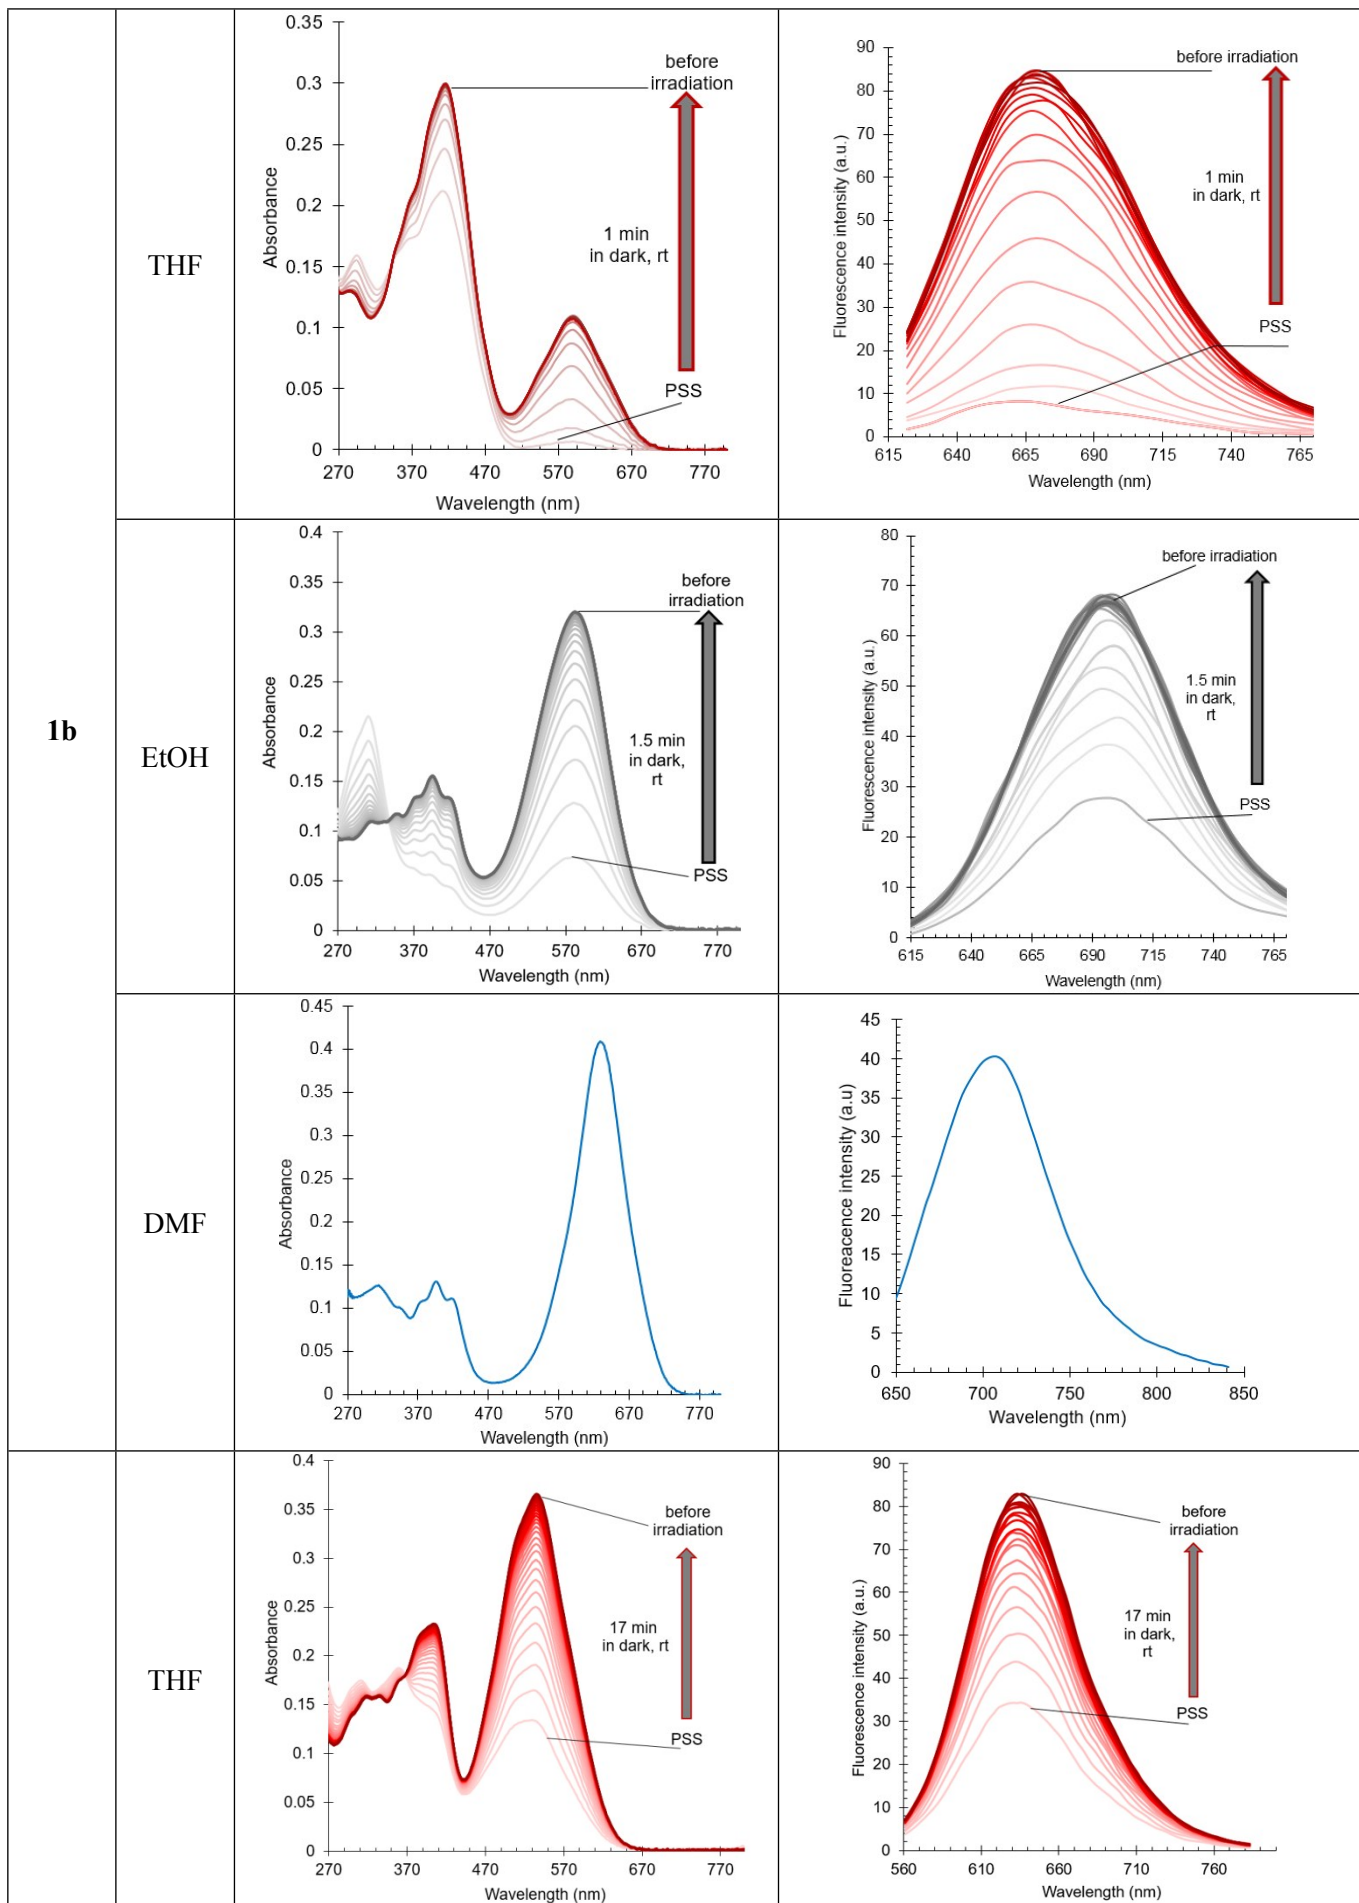 1b
THF
0.35
0.3
0.25
0.2
0.15
0.1
0.05
0
270 370 470 570 670 770
Absorbance
Wavelength (nm)
before
irradiation
1 min
in dark, rt
PSS
90
80
70
60
50
40
30
20
10
0
615 640 665 690 715 740 765
Fluorescence intensity (a.u.)
Wavelength (nm)
before irradiation
1 min
in dark, rt
PSS
EtOH
0.4
0.35
0.3
0.25
0.2
0.15
0.1
0.05
0
270 370 470 570 670 770
Absorbance
Wavelength (nm)
before
irradiation
1.5 min
in dark,
rt
PSS
80
70
60
50
40
30
20
10
0
615 640 665 690 715 740 765
Fluorescence intensity (a.u.)
Wavelength (nm)
before irradiation
1.5 min
in dark,
rt
PSS
DMF
0.45
0.4
0.35
0.3
0.25
0.2
0.15
0.1
0.05
0
270 370 470 570 670 770
Absorbance
Wavelength (nm)
45
40
35
30
25
20
15
10
5
0
650 700 750 800 850
Fluoreacence intensity (a.u)
Wavelength (nm)
THF
0.4
0.35
0.3
0.25
0.2
0.15
0.1
0.05
0
270 370 470 570 670 770
Absorbance
Wavelength (nm)
before
irradiation
17 min
in dark, rt
PSS
90
80
70
60
50
40
30
20
10
0
560 610 660 710 760
Fluorescence intensity (a.u.)
Wavelength (nm)
before
irradiation
17 min
in dark,
rt
PSS